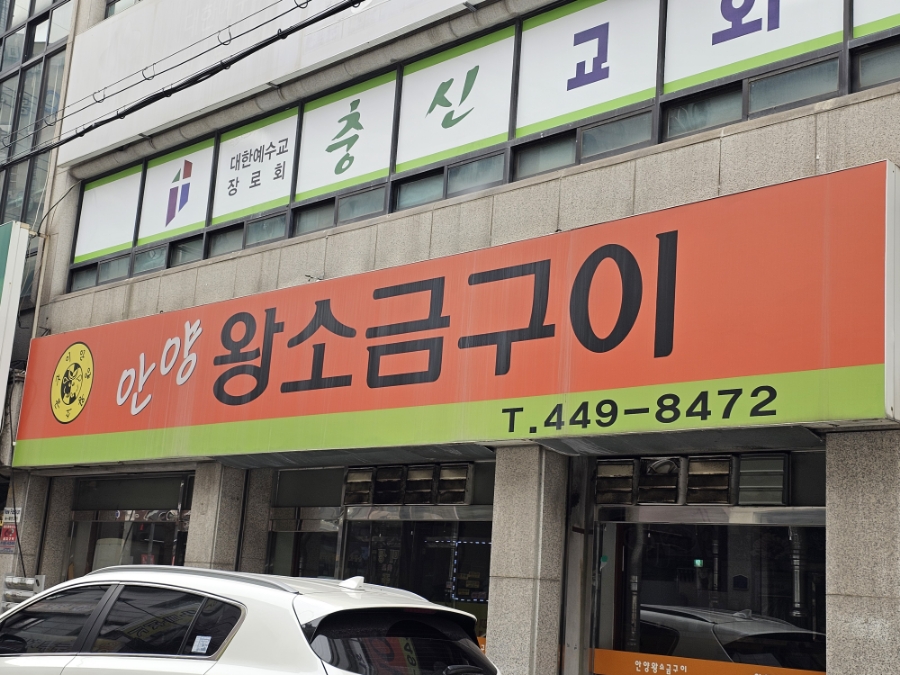 대한예수교
장로회
충신교회
안양 왕소금구이
T.449-8472
안양왕소금구이